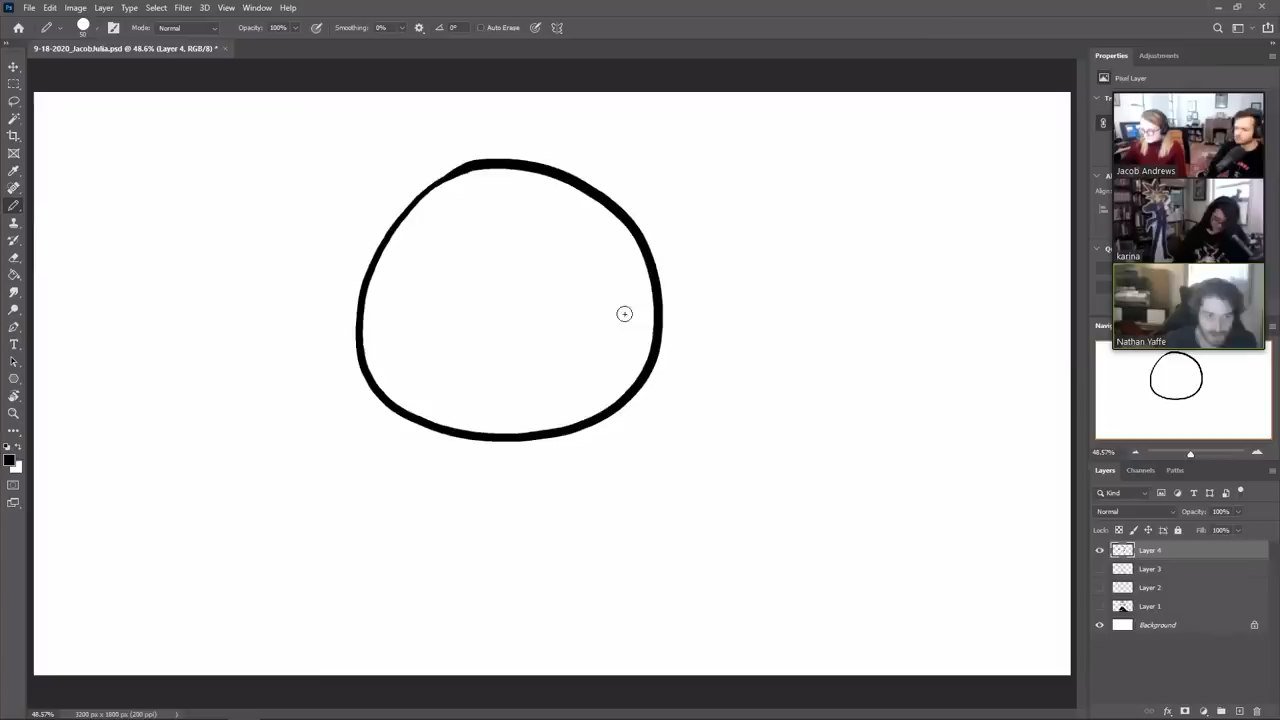 File Edit Image Layer Type Select Filter 3D View Window Help
50 Mode: Normal Opacity: 100% Smoothing: 0% 0° Auto Erase
9-18-2020_JacobJulia.psd @ 48.6% (Layer 4, RGB/8) * ×
Properties Adjustments
Pixel Layer
Jacob Andrews
karina
Nathan Yaffe
48.57%
Layers Channels Paths
Kind
Normal Opacity: 100%
Lock: Fill: 100%
Layer 4
Layer 3
Layer 2
Layer 1
Background
48.57% 3200 px x 1800 px (200 ppi)